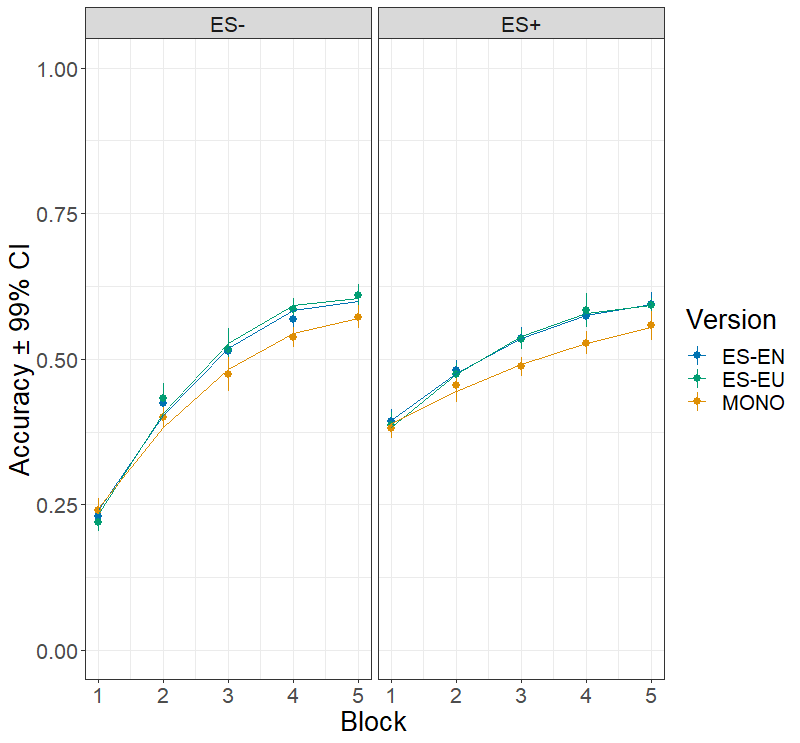 ES-
ES+
1.00
0.75
0.50
0.25
0.00
Accuracy ± 99% CI
1 2 3 4 5
1 2 3 4 5
Block
Version
ES-EN
ES-EU
MONO